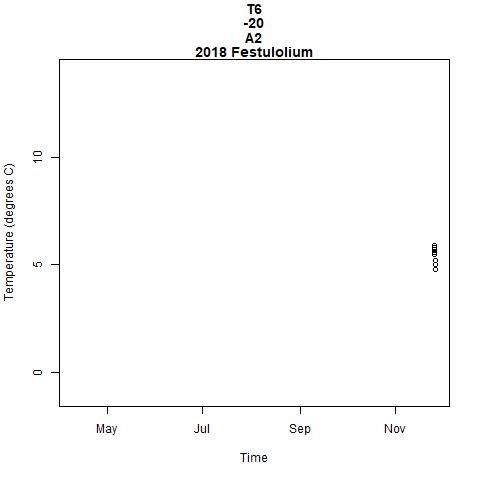 T6
-20
A2
2018 Festulolium
Temperature (degrees C)
10
5
0
May Jul Sep Nov
Time